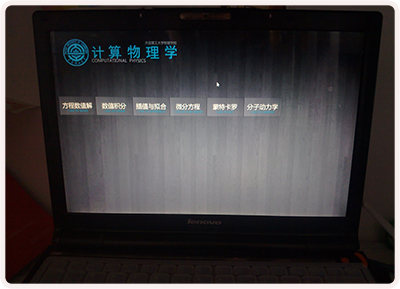 计算物理学
COMPUTATIONAL PHYSICS
方程数值解 数值积分 插值与拟合 微分方程 蒙特卡罗 分子动力学
lenovo